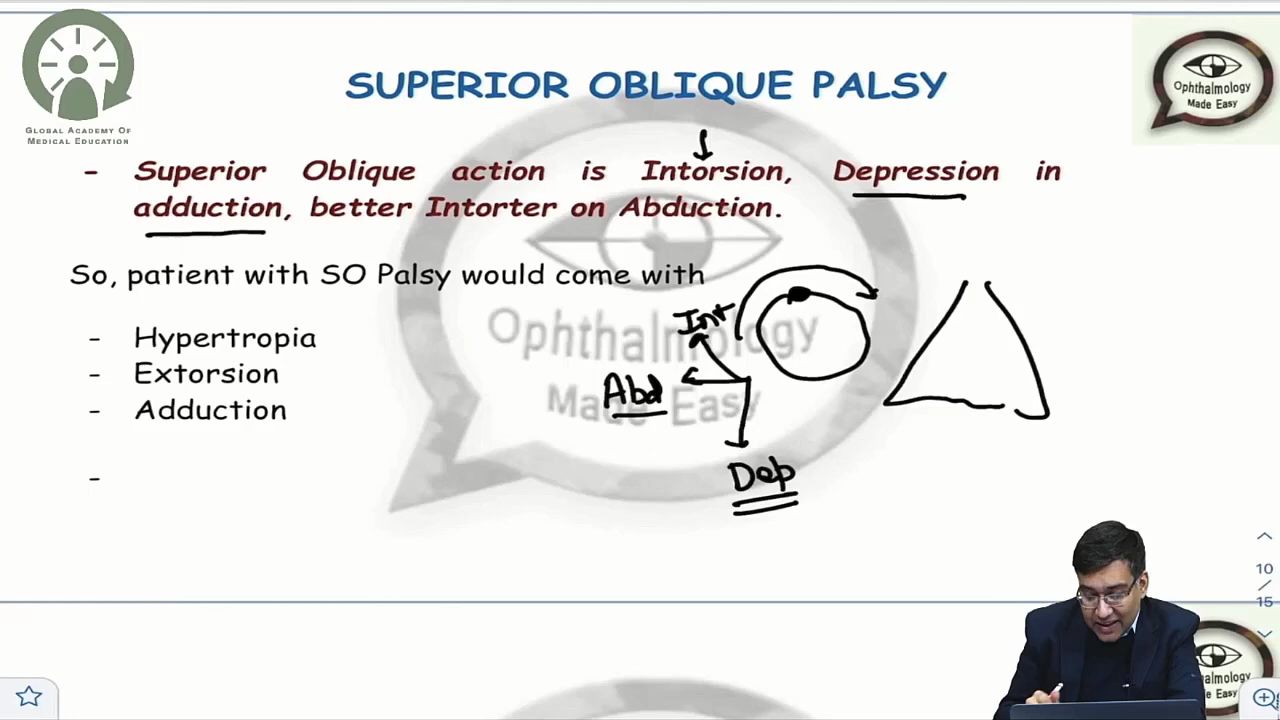 GLOBAL ACADEMY OF
MEDICAL EDUCATION
SUPERIOR OBLIQUE PALSY
Ophthalmology
Made Easy
- Superior Oblique action is Intorsion, Depression in
adduction, better Intorter on Abduction.
So, patient with SO Palsy would come with
- Hypertropia
- Extorsion
- Adduction
-
Int
Abd
Dep
Ophthalmology
Made Easy
10
/
15